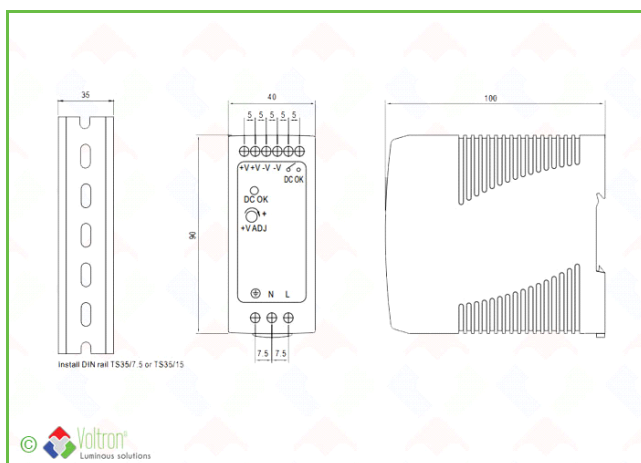 35
40
100
5 5 5 5 5
+V +V -V -V
DC OK
DC OK
+
+V ADJ
90
N L
7.5 7.5
Install DIN rail TS35/7.5 or TS35/15
© Voltron®
Luminous solutions